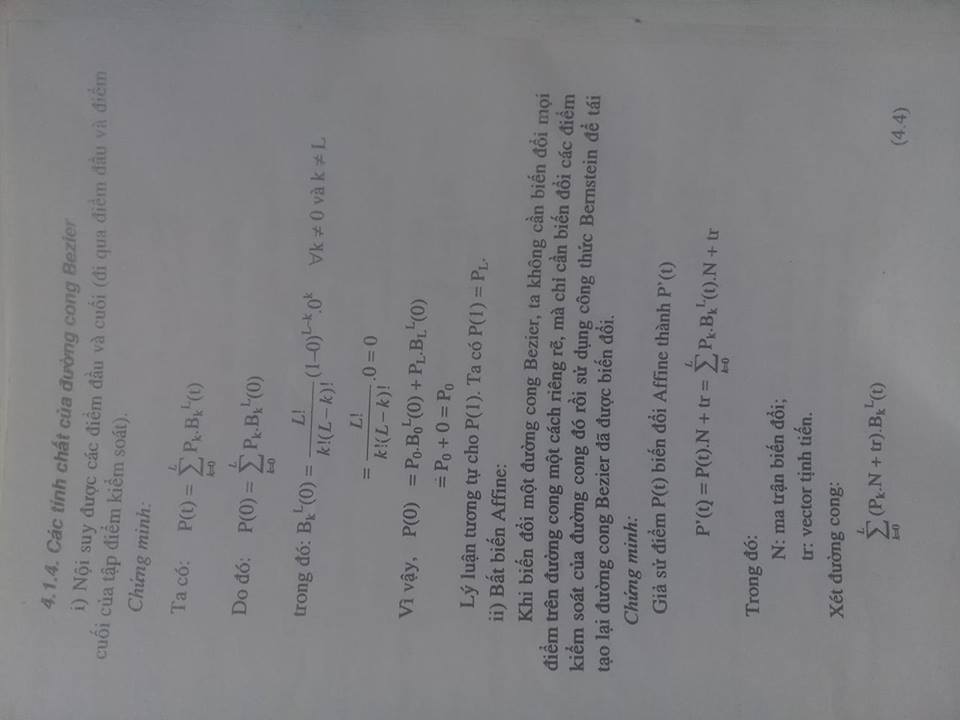 4.1.4. Các tính chất của đường cong Bezier
i) Nội suy được các điểm đầu và cuối (đi qua điểm đầu và điểm
cuối của tập điểm kiểm soát).
Chứng minh:
Ta có: P(t) = ∑_{k=0}^{L} P_k.B_k^L(t)
Do đó: P(0) = ∑_{k=0}^{L} P_k.B_k^L(0)
trong đó: B_k^L(0) = \frac{L!}{k!(L – k)!}(1–0)^{L–k}.0^k ∀k ≠ 0 và k ≠ L
= \frac{L!}{k!(L – k)!}.0 = 0
Vì vậy, P(0) = P_0.B_0^L(0) + P_L.B_L^L(0)
= P_0 + 0 = P_0
Lý luận tương tự cho P(1). Ta có P(1) = P_L.
ii) Bất biến Affine:
Khi biến đổi một đường cong Bezier, ta không cần biến đổi mọi
điểm trên đường cong một cách riêng rẽ, mà chỉ cần biến đổi các điểm
kiểm soát của đường cong đó rồi sử dụng công thức Bernstein để tái
tạo lại đường cong Bezier đã được biến đổi.
Chứng minh:
Giả sử điểm P(t) biến đổi Affine thành P’(t)
P’(t) = P(t).N + tr = ∑_{k=0}^{L} P_k.B_k^L(t).N + tr
Trong đó:
N: ma trận biến đổi;
tr: vector tịnh tiến.
Xét đường cong:
∑_{k=0}^{L} (P_k.N + tr).B_k^L(t)
(4.4)